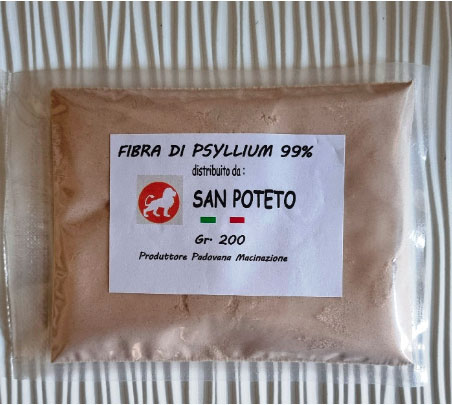 FIBRA DI PSYLLIUM 99%
distribuito da :
SAN POTETO
Gr. 200
Produttore Padovana Macinazione